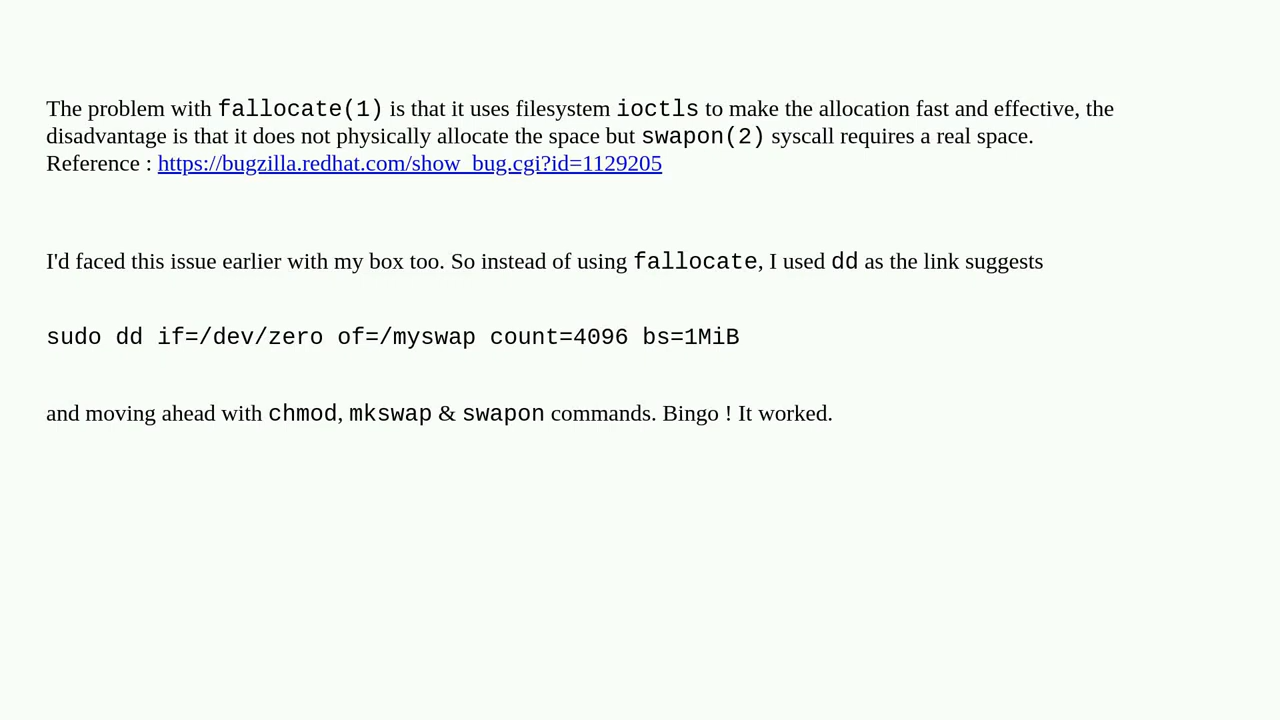 The problem with fallocate(1) is that it uses filesystem ioctls to make the allocation fast and effective, the
disadvantage is that it does not physically allocate the space but swapon(2) syscall requires a real space.
Reference : https://bugzilla.redhat.com/show_bug.cgi?id=1129205
I'd faced this issue earlier with my box too. So instead of using fallocate, I used dd as the link suggests
sudo dd if=/dev/zero of=/myswap count=4096 bs=1MiB
and moving ahead with chmod, mkswap & swapon commands. Bingo ! It worked.